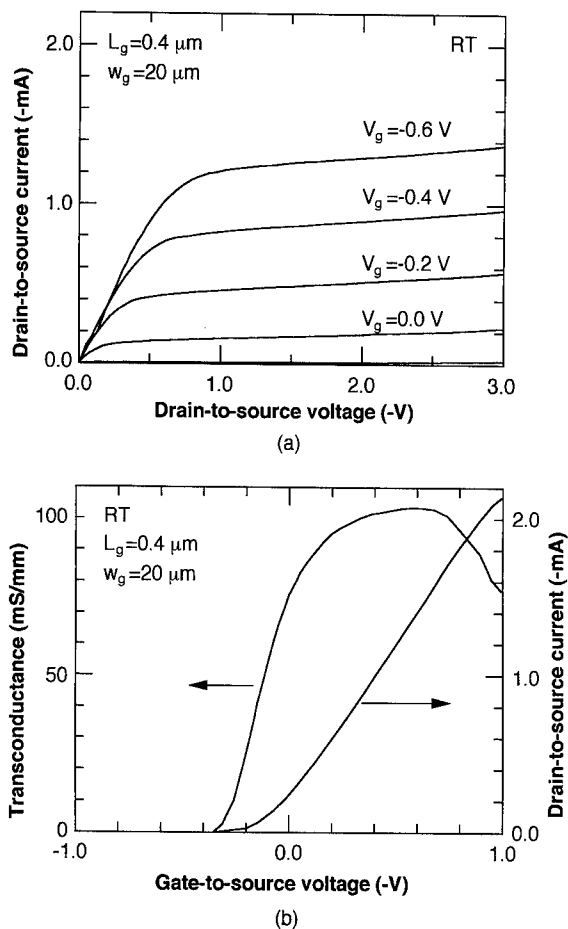 2.0
1.0
0.0
Drain-to-source current (-mA)
L_g=0.4 μm
w_g=20 μm
RT
V_g=-0.6 V
V_g=-0.4 V
V_g=-0.2 V
V_g=0.0 V
0.0 1.0 2.0 3.0
Drain-to-source voltage (-V)
(a)
Transconductance (mS/mm)
100
50
0
RT
L_g=0.4 μm
w_g=20 μm
2.0
1.0
0.0
Drain-to-source current (-mA)
-1.0 0.0 1.0
Gate-to-source voltage (-V)
(b)